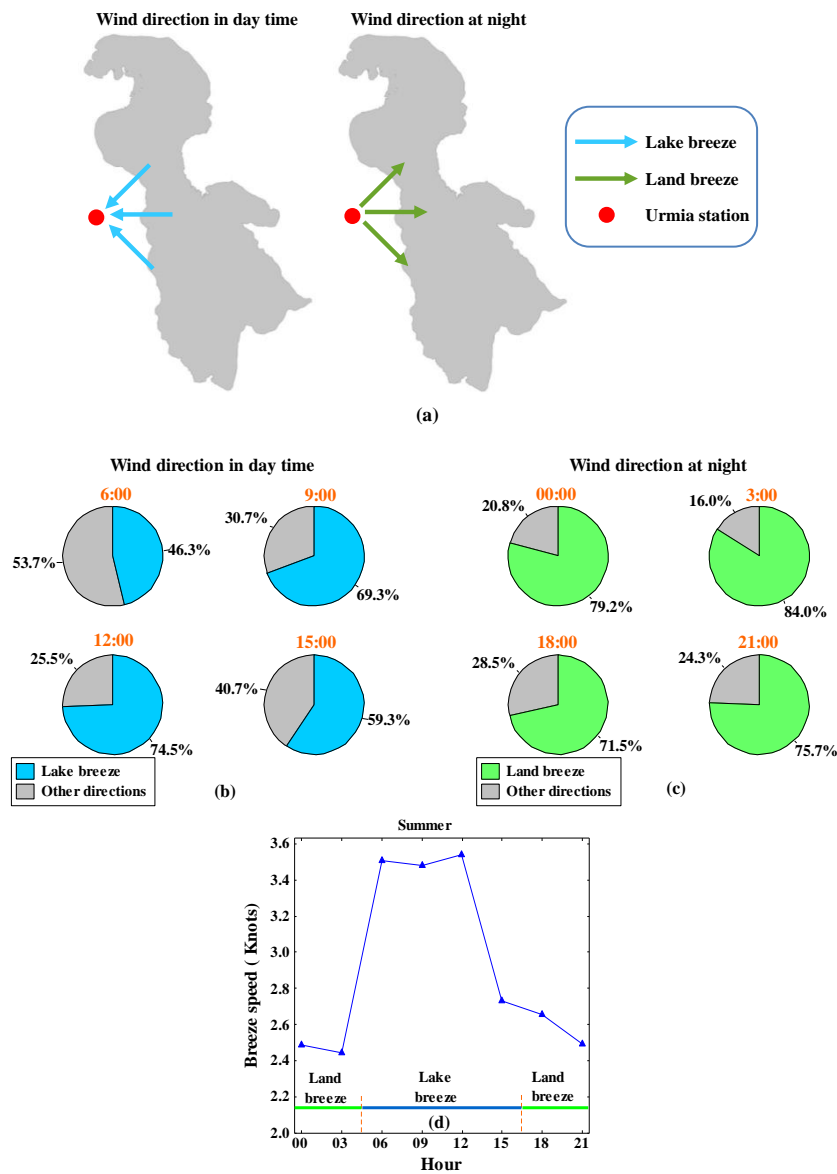 Wind direction in day time
Wind direction at night
Lake breeze
Land breeze
Urmia station
(a)
Wind direction in day time
6:00
53.7%
46.3%
9:00
30.7%
69.3%
12:00
25.5%
74.5%
15:00
40.7%
59.3%
Lake breeze
Other directions
(b)
Wind direction at night
00:00
20.8%
79.2%
3:00
16.0%
84.0%
18:00
28.5%
71.5%
21:00
24.3%
75.7%
Land breeze
Other directions
(c)
Summer
Breeze speed ( Knots)
3.6
3.4
3.2
3.0
2.8
2.6
2.4
2.2
2.0
Land
breeze
Lake
breeze
Land
breeze
(d)
00 03 06 09 12 15 18 21
Hour